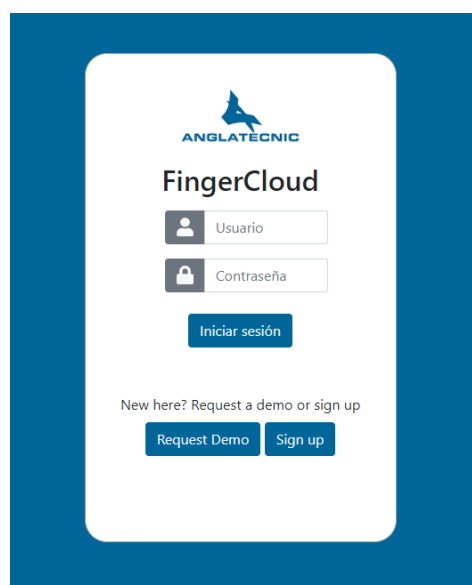 ANGLATECNIC
FingerCloud
Usuario
Contraseña
Iniciar sesión
New here? Request a demo or sign up
Request Demo Sign up